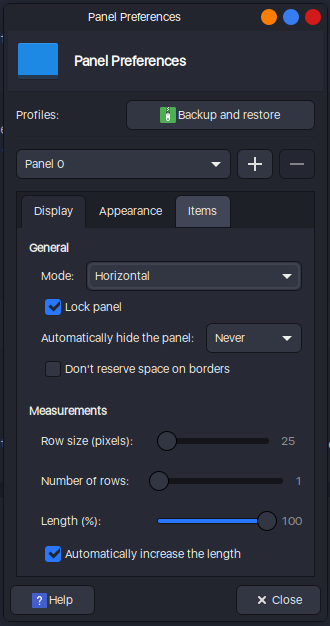 Panel Preferences
Panel Preferences
Profiles:
Backup and restore
Panel 0
Display Appearance Items
General
Mode: Horizontal
Lock panel
Automatically hide the panel: Never
Don't reserve space on borders
Measurements
Row size (pixels): 25
Number of rows: 1
Length (%): 100
Automatically increase the length
? Help
Close